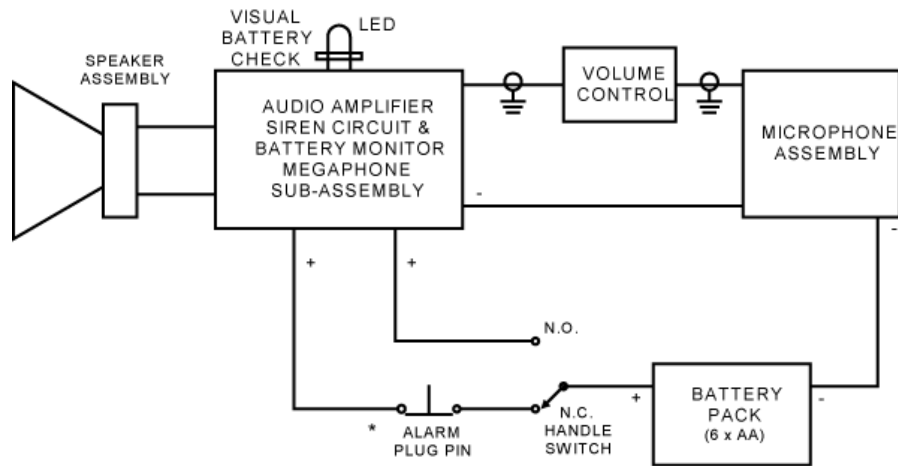 VISUAL
BATTERY
CHECK
LED
SPEAKER
ASSEMBLY
AUDIO AMPLIFIER
SIREN CIRCUIT &
BATTERY MONITOR
MEGAPHONE
SUB-ASSEMBLY
VOLUME
CONTROL
MICROPHONE
ASSEMBLY
-
-
+
+
N.O.
*
ALARM
PLUG PIN
N.C.
HANDLE
SWITCH
+
BATTERY
PACK
(6 x AA)
-